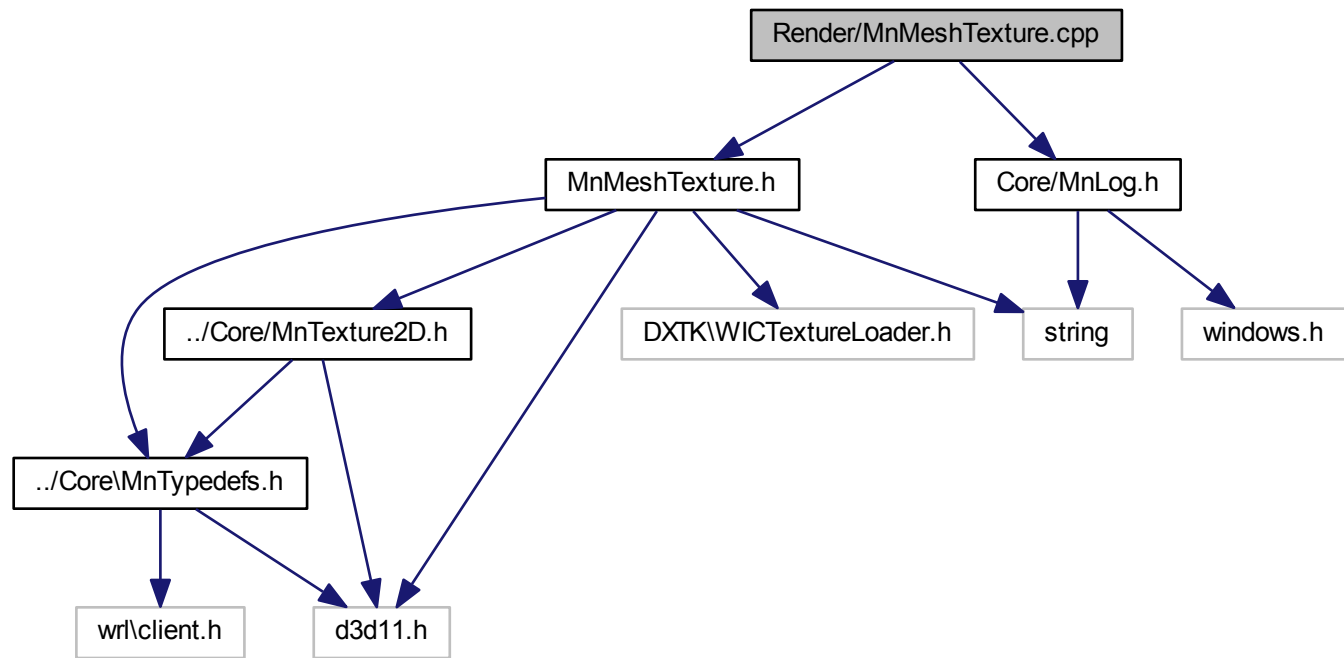 Render/MnMeshTexture.cpp
MnMeshTexture.h
Core/MnLog.h
../Core/MnTexture2D.h
DXTK\WICTextureLoader.h
string
windows.h
../Core\MnTypedefs.h
wrl\client.h
d3d11.h